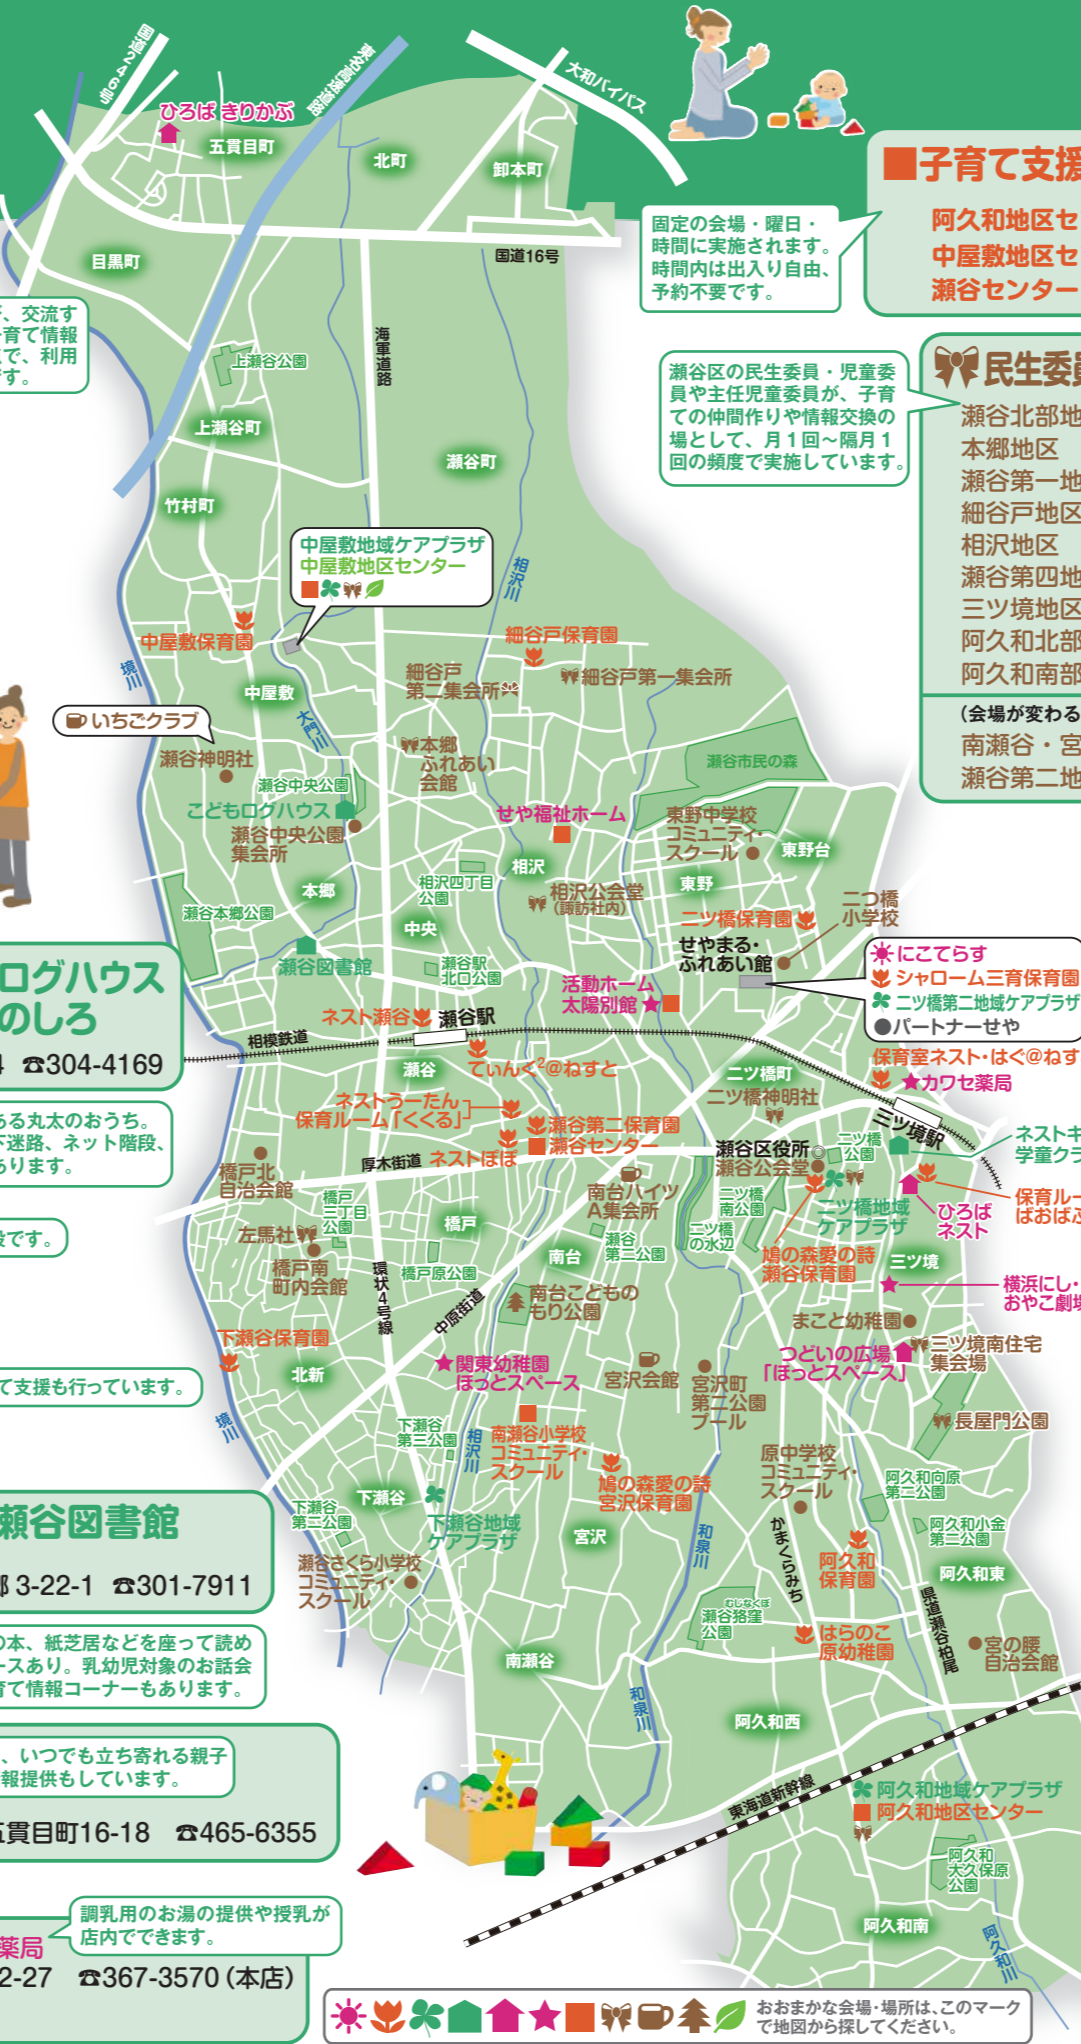 国道246号
東名高速道路
大和バイパス
ひろば きりかぶ
五貫目町
北町
卸本町
目黒町
国道16号
■子育て支援
阿久和地区セ
中屋敷地区セ
瀬谷センター
固定の会場・曜日・
時間に実施されます。
時間内は出入り自由、
予約不要です。
、交流す
育て情報
で、利用
す。
海軍道路
上瀬谷公園
上瀬谷町
瀬谷町
竹村町
瀬谷区の民生委員・児童委
員や主任児童委員が、子育
ての仲間作りや情報交換の
場として、月1回〜隔月1
回の頻度で実施しています。
民生委員
瀬谷北部地
本郷地区
瀬谷第一地
細谷戸地区
相沢地区
瀬谷第四地
三ツ境地区
阿久和北部
阿久和南部
(会場が変わる
南瀬谷・宮
瀬谷第二地
中屋敷地域ケアプラザ
中屋敷地区センター
相沢川
中屋敷保育園
細谷戸保育園
境川
細谷戸
第二集会所
細谷戸第一集会所
中屋敷
大門川
いちごクラブ
瀬谷神明社
本郷
ふれあい
会館
瀬谷市民の森
瀬谷中央公園
こどもログハウス
瀬谷中央公園
集会所
せや福祉ホーム
東野中学校
コミュニティ・
スクール
東野台
相沢
東野
本郷
相沢四丁目
公園
相沢公会堂
(諏訪社内)
瀬谷本郷公園
中央
二ツ橋保育園
二つ橋
小学校
せやまる・
ふれあい館
瀬谷図書館
瀬谷駅
北口公園
活動ホーム
太陽別館
にこてらす
シャローム三育保育園
二ツ橋第二地域ケアプラザ
●パートナーせや
ログハウス
のしろ
☎304-4169
ネスト瀬谷
瀬谷駅
相模鉄道
瀬谷
てぃんく²@ねすと
二ツ橋町
二ツ橋神明社
保育室ネスト・はぐ@ねす
カワセ薬局
三ツ境駅
ある丸太のおうち。
下迷路、ネット階段、
あります。
ネストうーたん
保育ルーム「くくる」
瀬谷第二保育園
瀬谷センター
瀬谷区役所
瀬谷公会堂
二ツ橋
公園
ネストキ
学童クラ
厚木街道
ネストぽぽ
橋戸北
自治会館
南台ハイツ
A集会所
二ツ橋
南公園
二ツ橋
の水辺
二ツ橋地域
ケアプラザ
ひろば
ネスト
保育ルー
ぱおぱぶ
橋戸
三丁目
公園
橋戸
瀬谷
第二公園
設です。
左馬社
橋戸南
町内会館
南台
鳩の森愛の詩
瀬谷保育園
三ツ境
環状4号線
橋戸原公園
中原街道
南台こどもの
もり公園
横浜にし・
おやこ劇場
まこと幼稚園
下瀬谷保育園
関東幼稚園
ほっとスペース
つどいの広場
「ほっとスペース」
三ツ境南住宅
集会場
北新
宮沢会館
宮沢町
第二公園
プール
て支援も行っています。
境川
下瀬谷
第三公園
相沢川
南瀬谷小学校
コミュニティ・
スクール
長屋門公園
原中学校
コミュニティ・
スクール
鳩の森愛の詩
宮沢保育園
阿久和向原
第二公園
瀬谷図書館
3-22-1 ☎301-7911
下瀬谷
下瀬谷
第二公園
下瀬谷地域
ケアプラザ
宮沢
和泉川
かまくらみち
阿久和小金
第二公園
瀬谷さくら小学校
コミュニティ・
スクール
阿久和
保育園
阿久和東
むじなくぼ
瀬谷狢窪
公園
県道瀬谷柏尾
の本、紙芝居などを座って読め
ースあり。乳幼児対象のお話会
育て情報コーナーもあります。
はらのこ
原幼稚園
宮の腰
自治会館
南瀬谷
和泉川
阿久和西
、いつでも立ち寄れる親子
報提供もしています。
五貫目町16-18 ☎465-6355
東海道新幹線
阿久和地域ケアプラザ
阿久和地区センター
阿久和
大久保原
公園
調乳用のお湯の提供や授乳が
店内でできます。
薬局
2-27 ☎367-3570(本店)
阿久和南
阿久和川
おおまかな会場・場所は、このマーク
で地図から探してください。